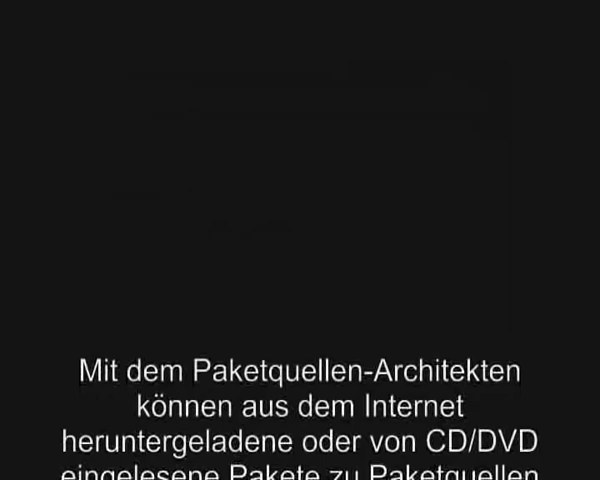 Mit dem Paketquellen-Architekten
können aus dem Internet
heruntergeladene oder von CD/DVD
eingelesene Pakete zu Paketquellen